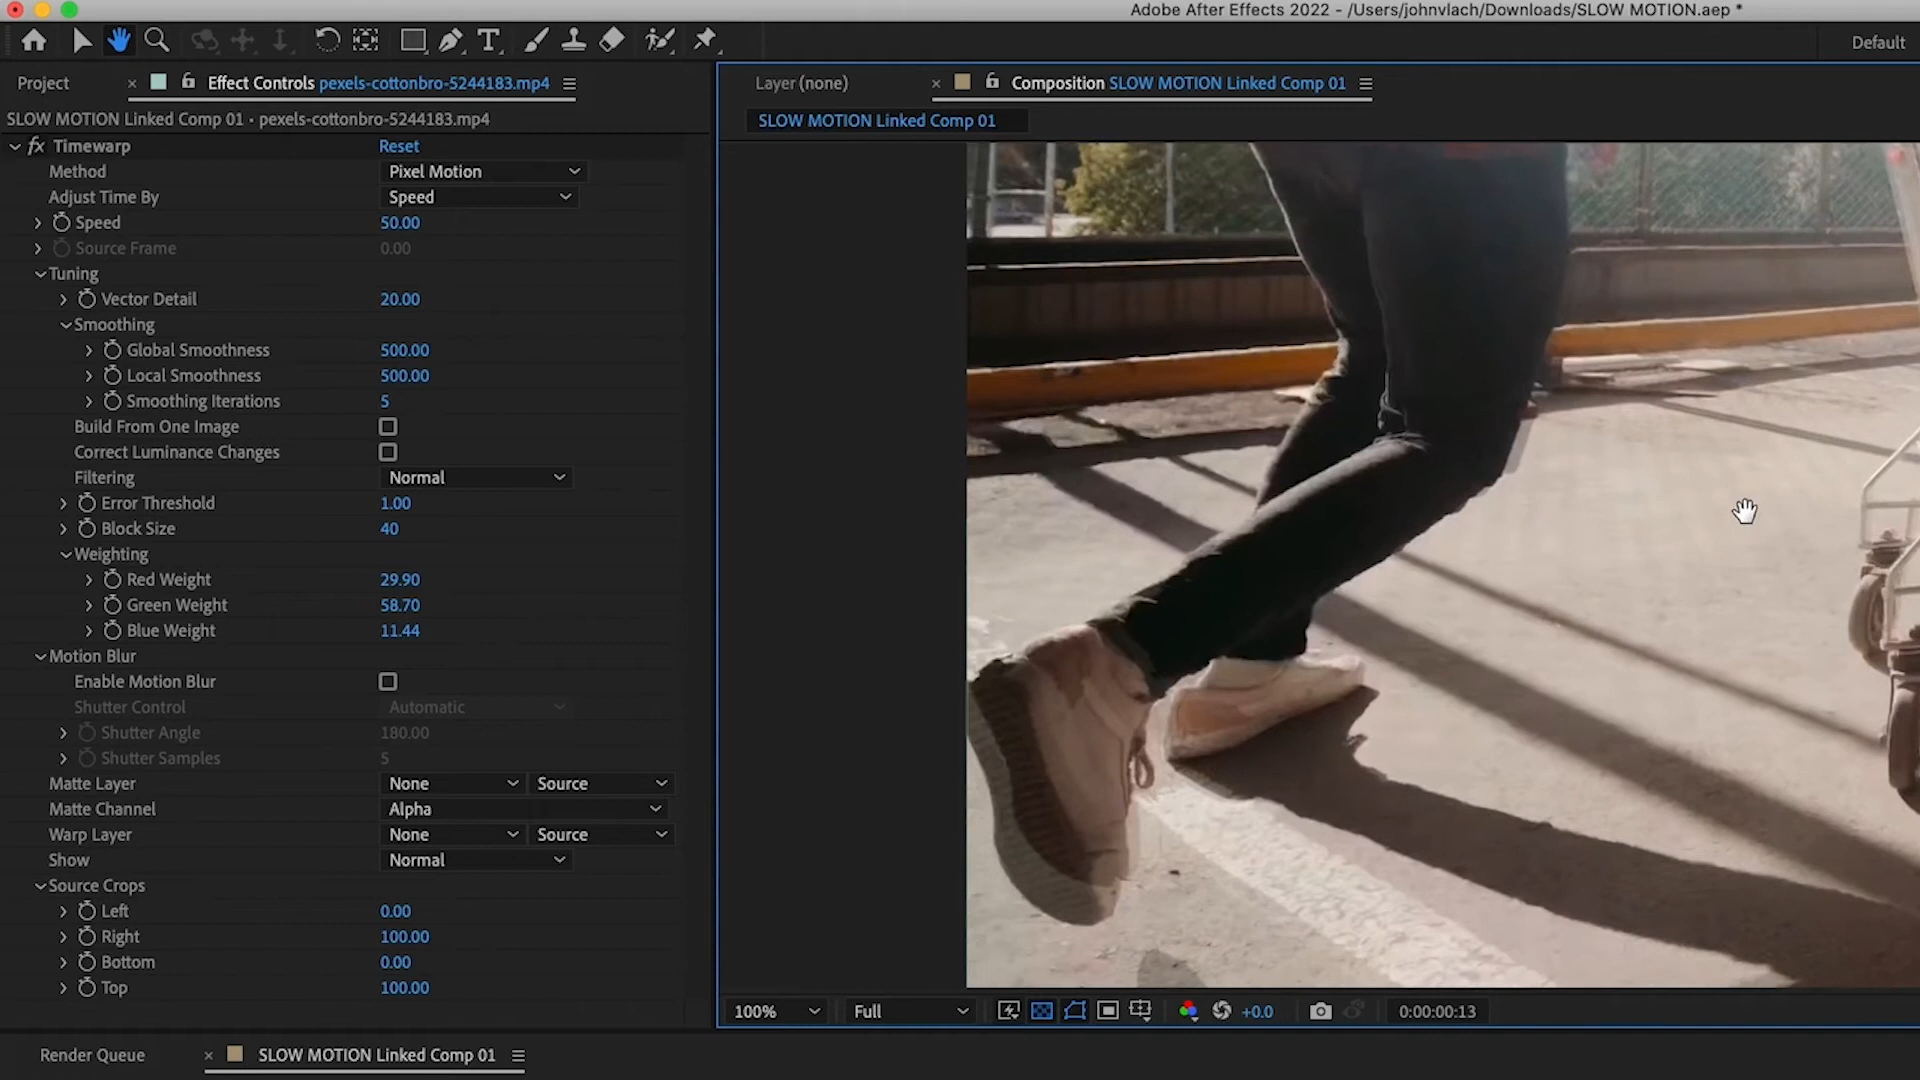 Adobe After Effects 2022 - /Users/johnvlach/Downloads/SLOW MOTION.aep *
Default
Project
Effect Controls pexels-cottonbro-5244183.mp4
Layer (none)
Composition SLOW MOTION Linked Comp 01
SLOW MOTION Linked Comp 01 · pexels-cottonbro-5244183.mp4
SLOW MOTION Linked Comp 01
fx Timewarp Reset
Method Pixel Motion
Adjust Time By Speed
Speed 50.00
Source Frame 0.00
Tuning
Vector Detail 20.00
Smoothing
Global Smoothness 500.00
Local Smoothness 500.00
Smoothing Iterations 5
Build From One Image
Correct Luminance Changes
Filtering Normal
Error Threshold 1.00
Block Size 40
Weighting
Red Weight 29.90
Green Weight 58.70
Blue Weight 11.44
Motion Blur
Enable Motion Blur
Shutter Control Automatic
Shutter Angle 180.00
Shutter Samples 5
Matte Layer None Source
Matte Channel Alpha
Warp Layer None Source
Show Normal
Source Crops
Left 0.00
Right 100.00
Bottom 0.00
Top 100.00
100% Full +0.0 0:00:00:13
Render Queue
SLOW MOTION Linked Comp 01